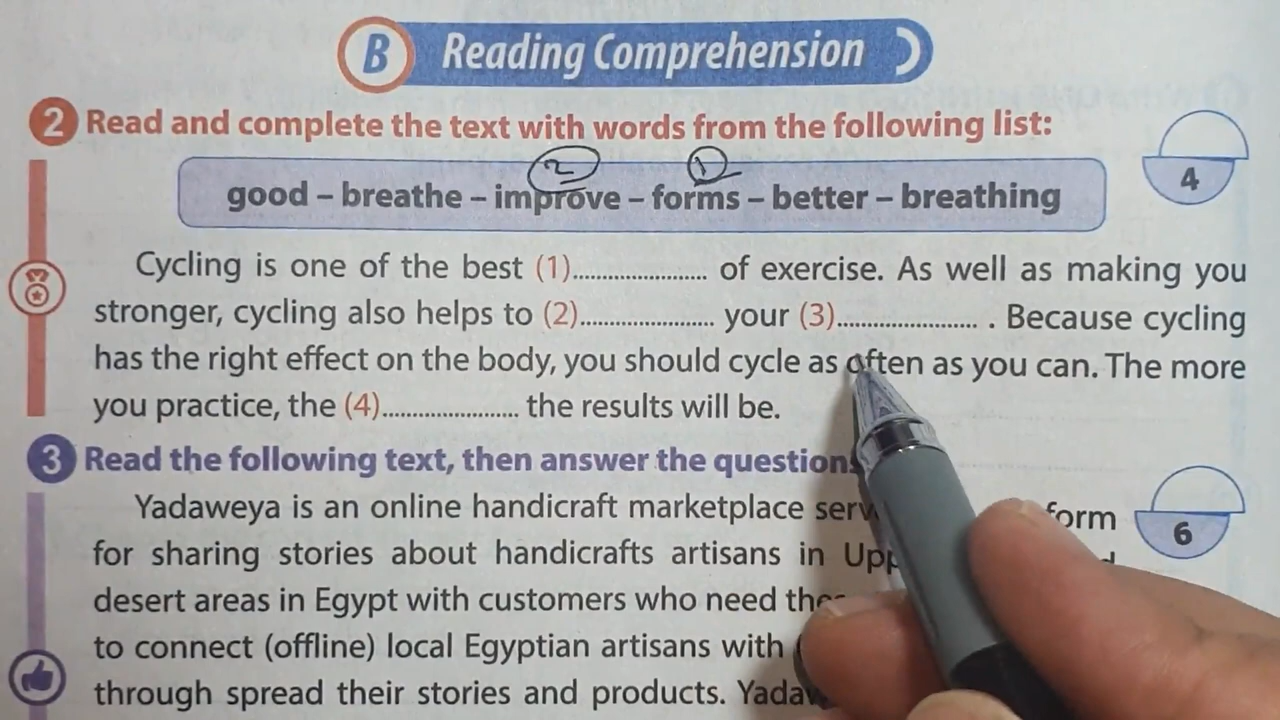 B Reading Comprehension
2 Read and complete the text with words from the following list:
4
2 1
good – breathe – improve – forms – better – breathing
Cycling is one of the best (1)...................... of exercise. As well as making you
stronger, cycling also helps to (2)...................... your (3)....................... . Because cycling
has the right effect on the body, you should cycle as often as you can. The more
you practice, the (4)...................... the results will be.
3 Read the following text, then answer the question
Yadaweya is an online handicraft marketplace form
6
for sharing stories about handicrafts artisans in
desert areas in Egypt with customers who need
to connect (offline) local Egyptian artisans with
through spread their stories and products.